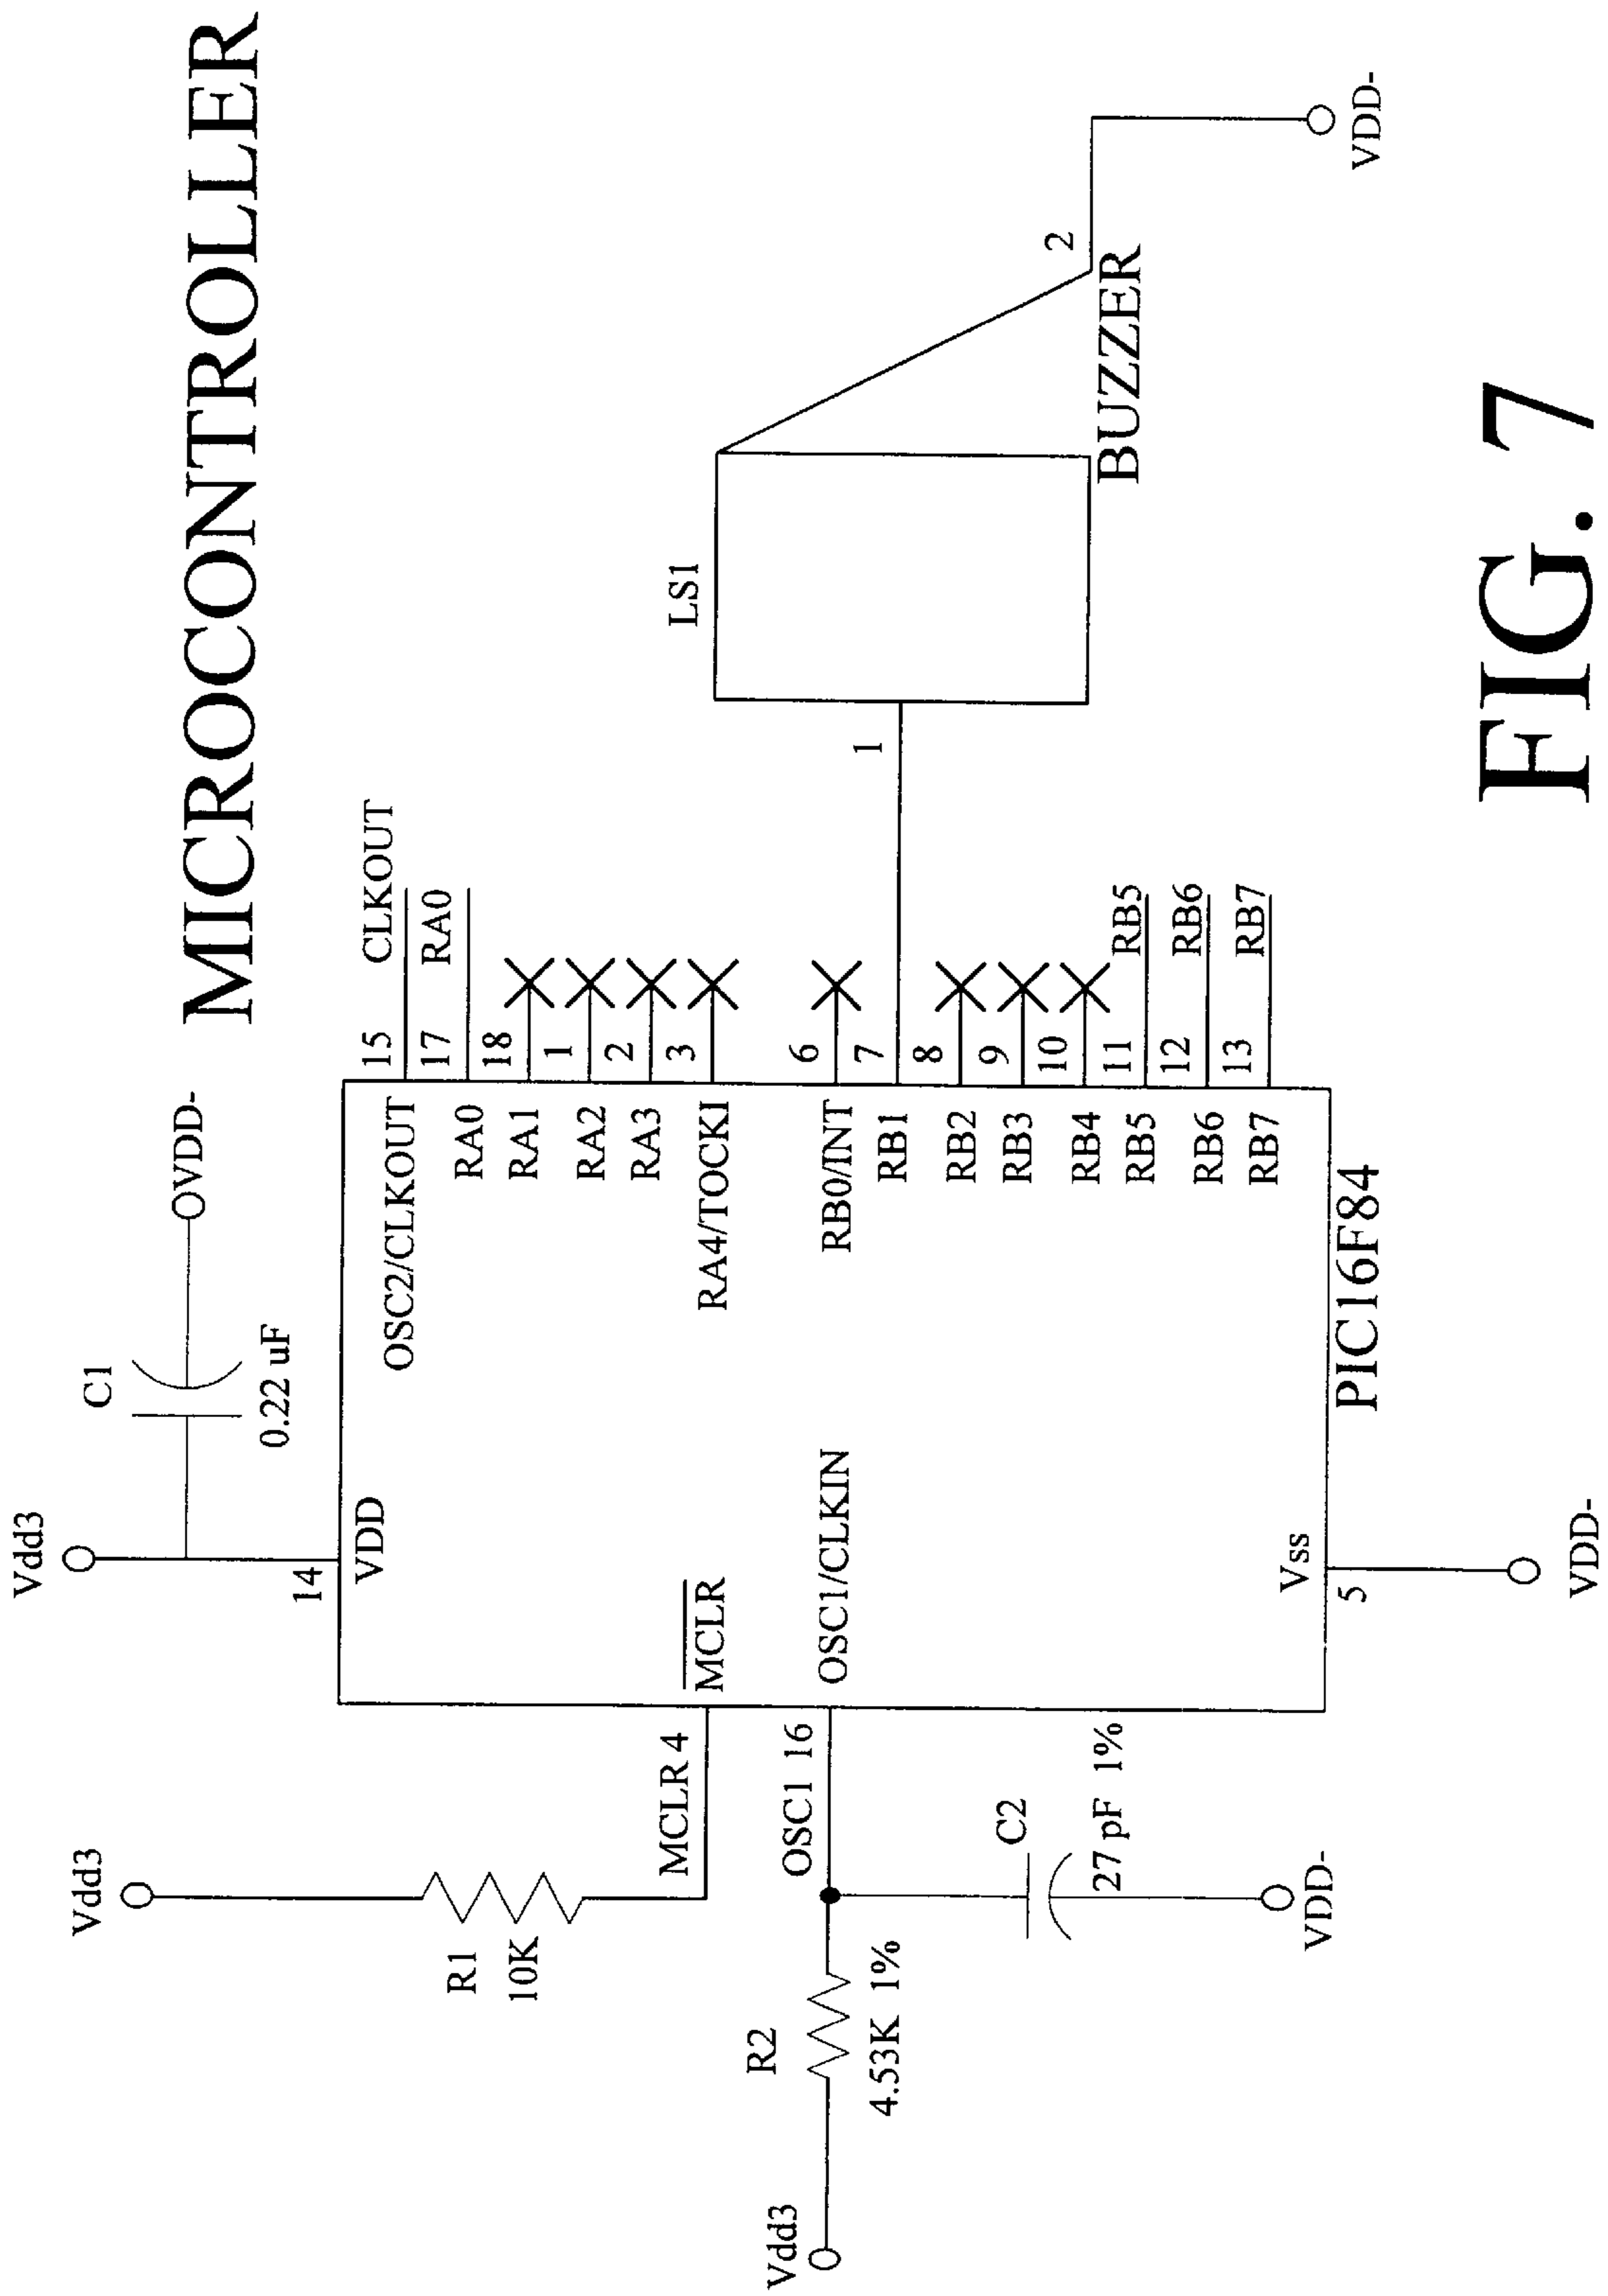 MICROCONTROLLER
Vdd3
C1
0.22 uF
VDD-
14
VDD
Vdd3
R1
10K
MCLR 4
MCLR
Vdd3
R2
4.53K 1%
OSC1 16
OSC1/CLKIN
C2
27 pF 1%
VDD-
Vss
5
VDD-
PIC16F84
OSC2/CLKOUT 15 CLKOUT
RA0 17 RA0
RA1 18
RA2 1
RA3 2
RA4/TOCKI 3
RB0/INT 6
RB1 7
RB2 8
RB3 9
RB4 10
RB5 11 RB5
RB6 12 RB6
RB7 13 RB7
LS1
1
2
BUZZER
VDD-
FIG. 7